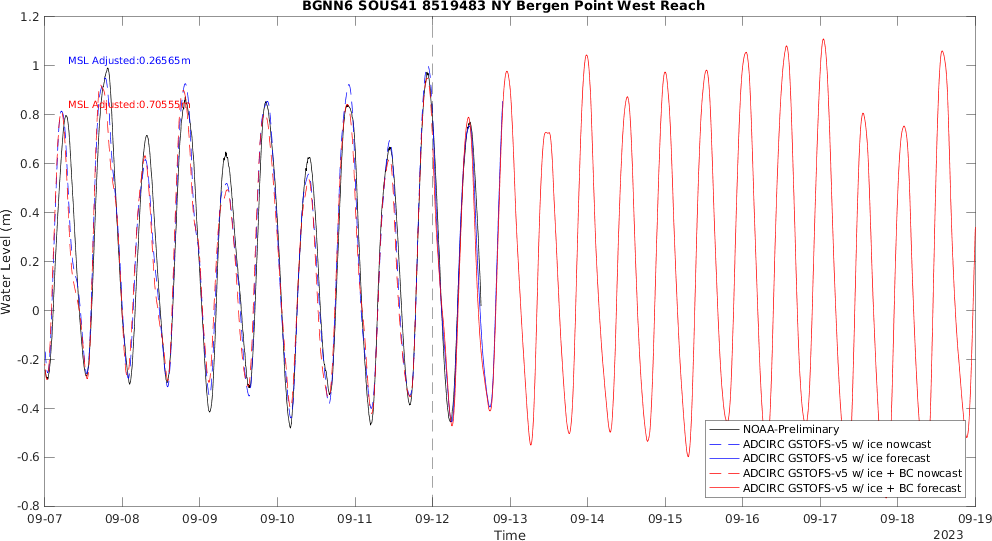 BGNN6 SOUS41 8519483 NY Bergen Point West Reach
1.2
1
0.8
0.6
0.4
0.2
0
-0.2
-0.4
-0.6
-0.8
Water Level (m)
MSL Adjusted:0.26565m
MSL Adjusted:0.70555m
NOAA-Preliminary
ADCIRC GSTOFS-v5 w/ ice nowcast
ADCIRC GSTOFS-v5 w/ ice forecast
ADCIRC GSTOFS-v5 w/ ice + BC nowcast
ADCIRC GSTOFS-v5 w/ ice + BC forecast
09-07 09-08 09-09 09-10 09-11 09-12 09-13 09-14 09-15 09-16 09-17 09-18 09-19
Time
2023